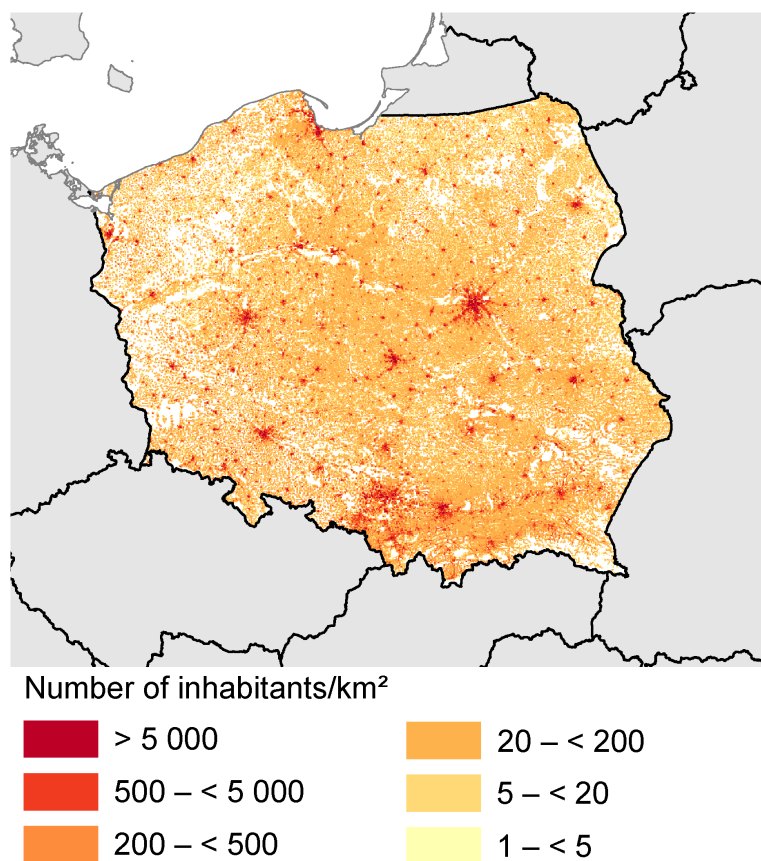 Number of inhabitants/km²
> 5 000
500 – < 5 000
200 – < 500
20 – < 200
5 – < 20
1 – < 5